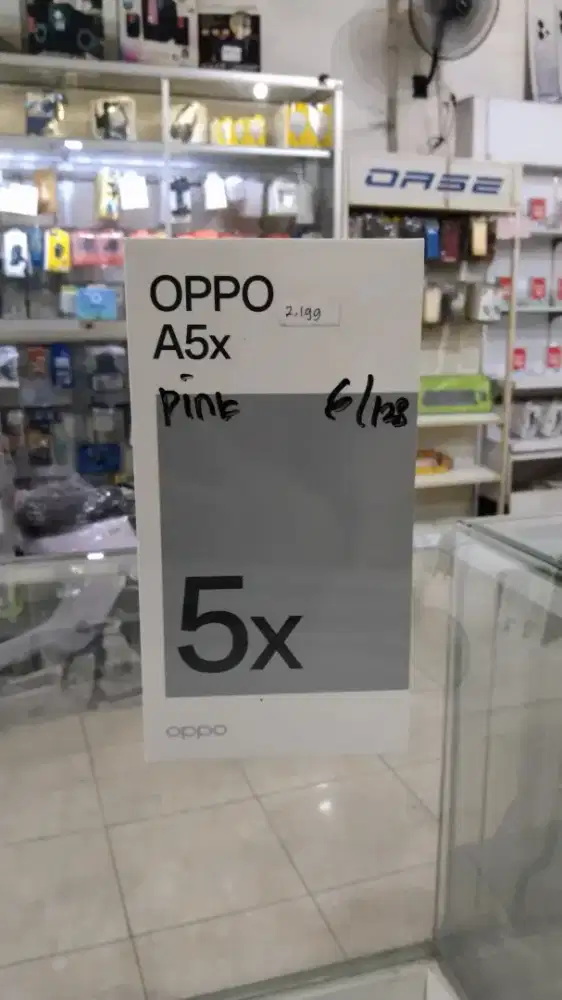 OASE
OPPO
2.199
A5x
Pink
6/128
5x
oppo